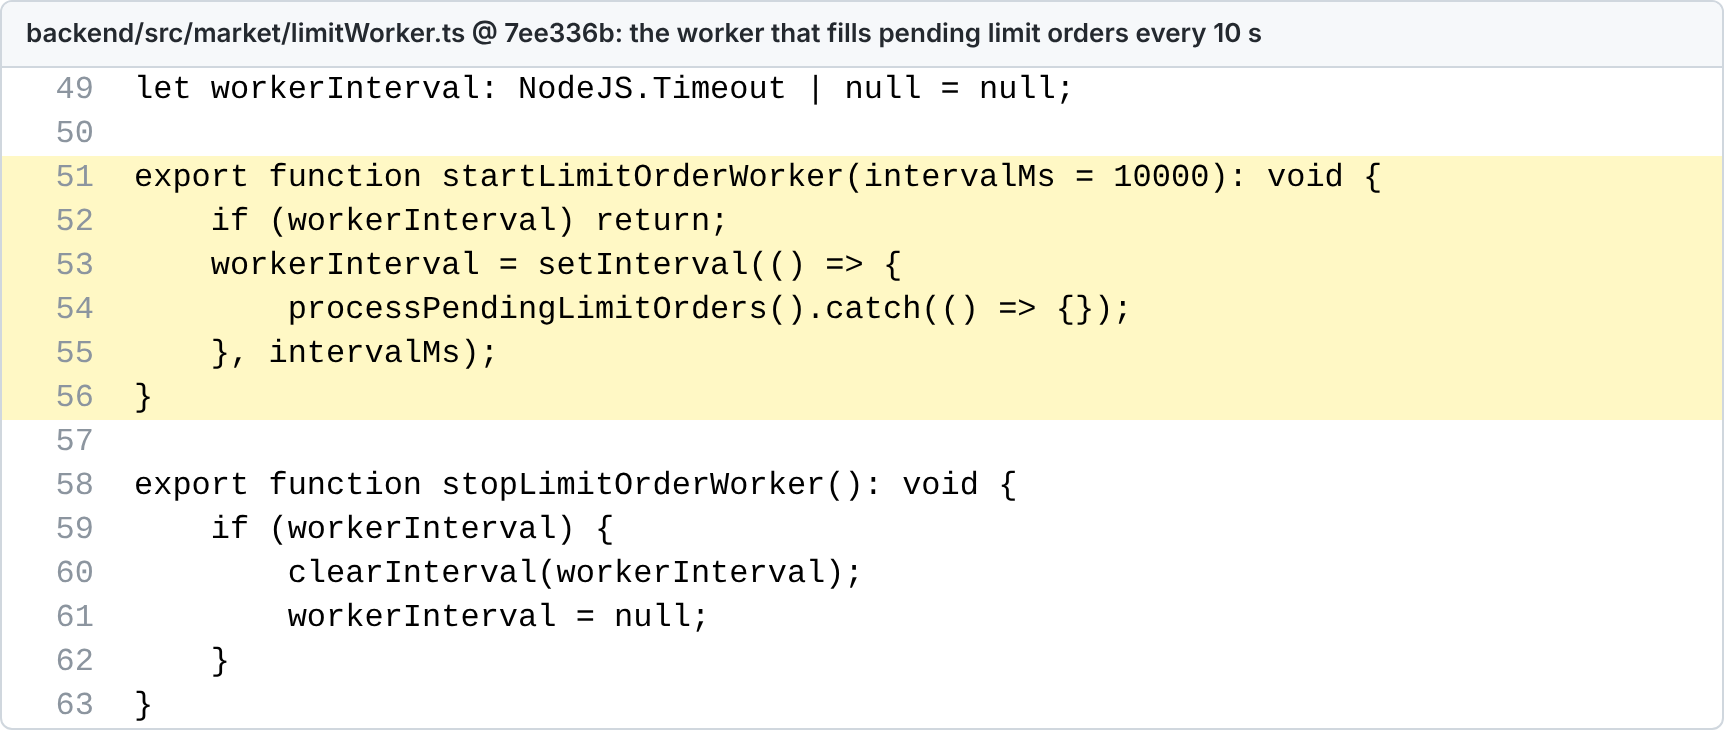 backend/src/market/limitWorker.ts @ 7ee336b: the worker that fills pending limit orders every 10 s
49 let workerInterval: NodeJS.Timeout | null = null;
50
51 export function startLimitOrderWorker(intervalMs = 10000): void {
52     if (workerInterval) return;
53     workerInterval = setInterval(() => {
54         processPendingLimitOrders().catch(() => {});
55     }, intervalMs);
56 }
57
58 export function stopLimitOrderWorker(): void {
59     if (workerInterval) {
60         clearInterval(workerInterval);
61         workerInterval = null;
62     }
63 }